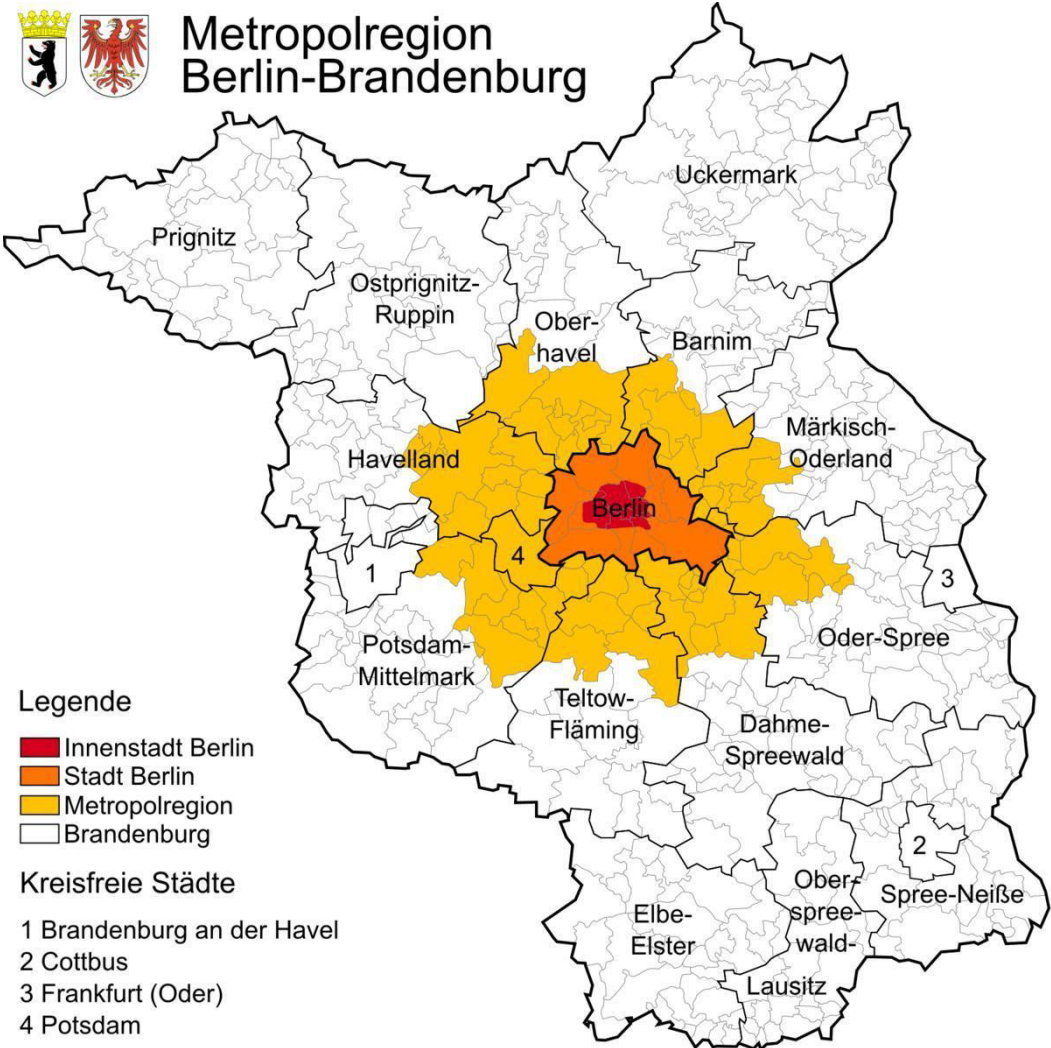 Metropolregion
Berlin-Brandenburg
Uckermark
Prignitz
Ostprignitz-
Ruppin
Ober-
havel
Barnim
Märkisch-
Oderland
Havelland
Berlin
4
1
3
Oder-Spree
Potsdam-
Mittelmark
Teltow-
Fläming
Dahme-
Spreewald
2
Ober-
spree-
wald-
Lausitz
Spree-Neiße
Elbe-
Elster
Legende
Innenstadt Berlin
Stadt Berlin
Metropolregion
Brandenburg
Kreisfreie Städte
1 Brandenburg an der Havel
2 Cottbus
3 Frankfurt (Oder)
4 Potsdam